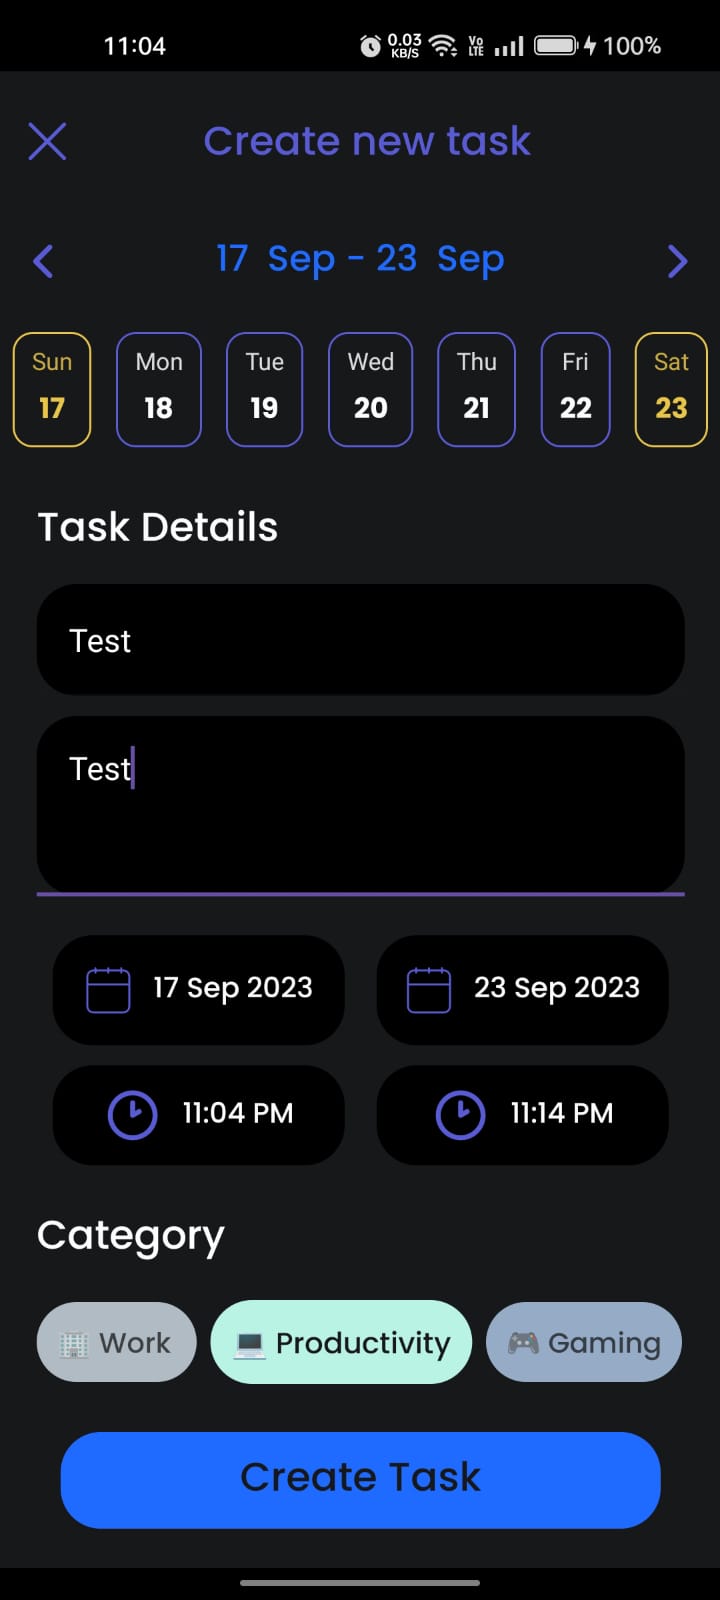 11:04 0.03 KB/S Vo LTE 100%
Create new task
17 Sep - 23 Sep
Sun Mon Tue Wed Thu Fri Sat
17 18 19 20 21 22 23
Task Details
Test
Test
17 Sep 2023 23 Sep 2023
11:04 PM 11:14 PM
Category
Work Productivity Gaming
Create Task